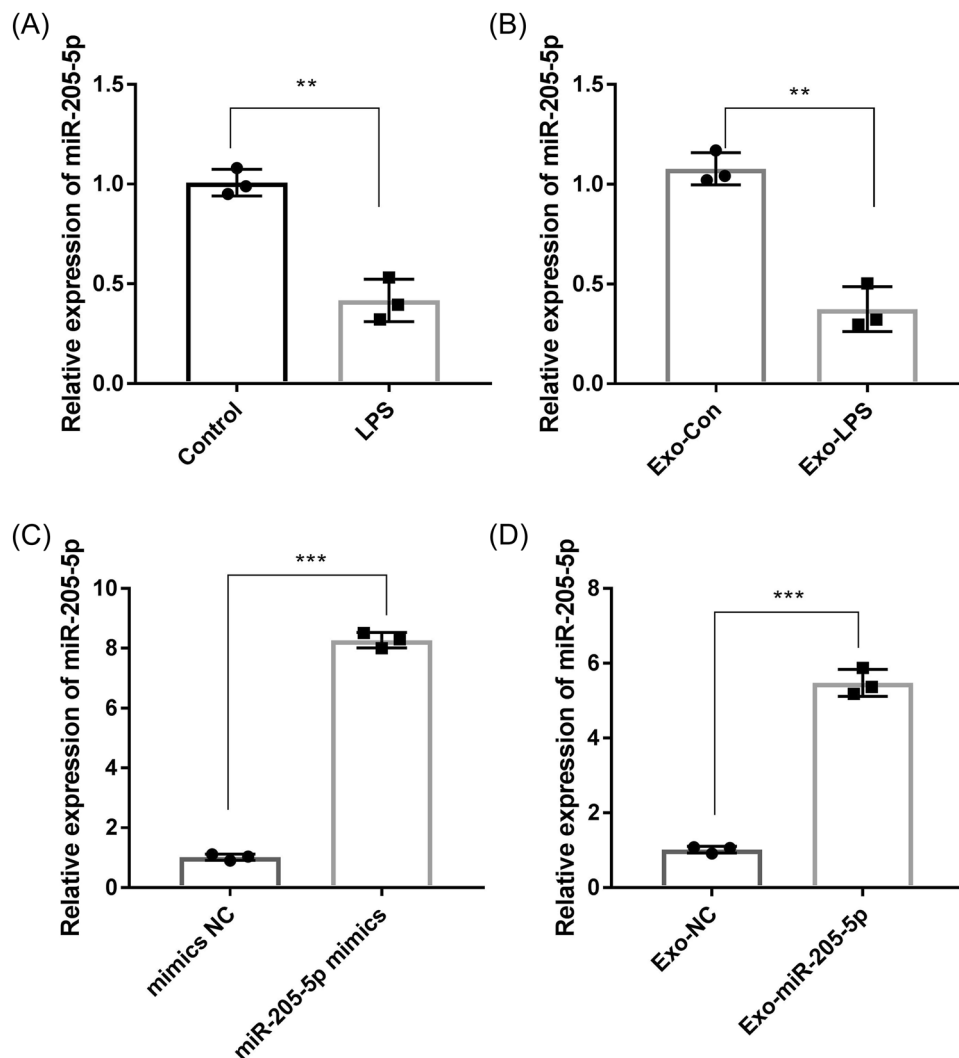 (A)
Relative expression of miR-205-5p
1.5
1.0
0.5
0.0
**
Control
LPS
(B)
Relative expression of miR-205-5p
1.5
1.0
0.5
0.0
**
Exo-Con
Exo-LPS
(C)
Relative expression of miR-205-5p
10
8
6
4
2
0
***
mimics NC
miR-205-5p mimics
(D)
Relative expression of miR-205-5p
8
6
4
2
0
***
Exo-NC
Exo-miR-205-5p